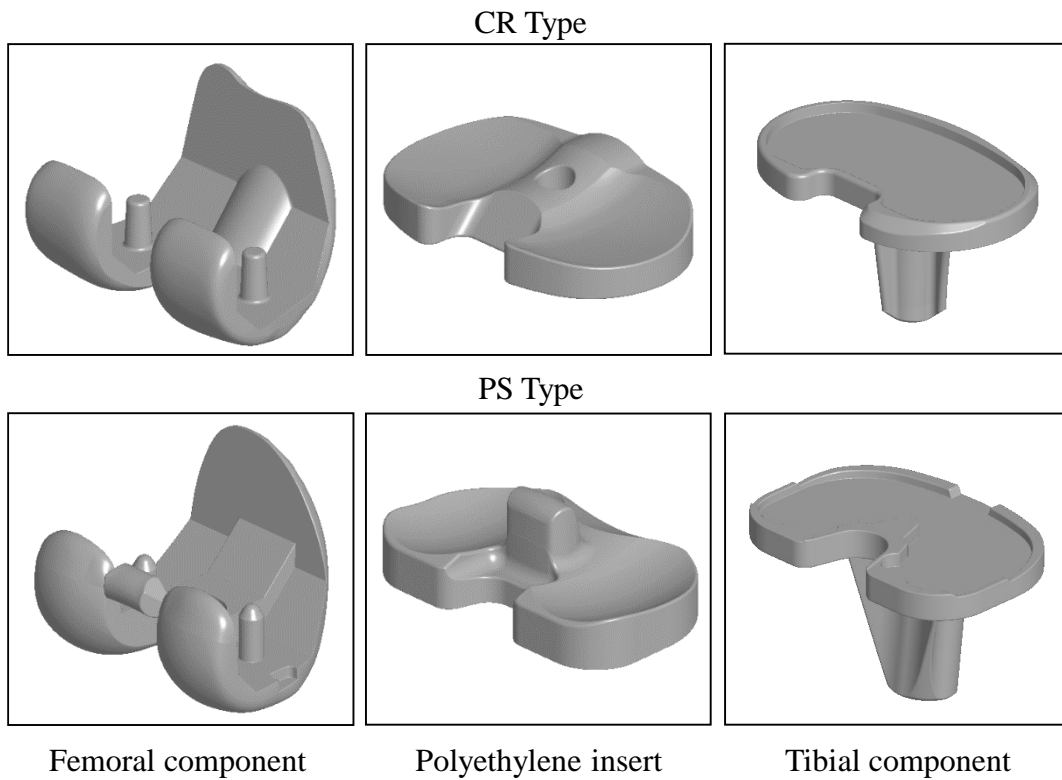 CR Type
PS Type
Femoral component
Polyethylene insert
Tibial component